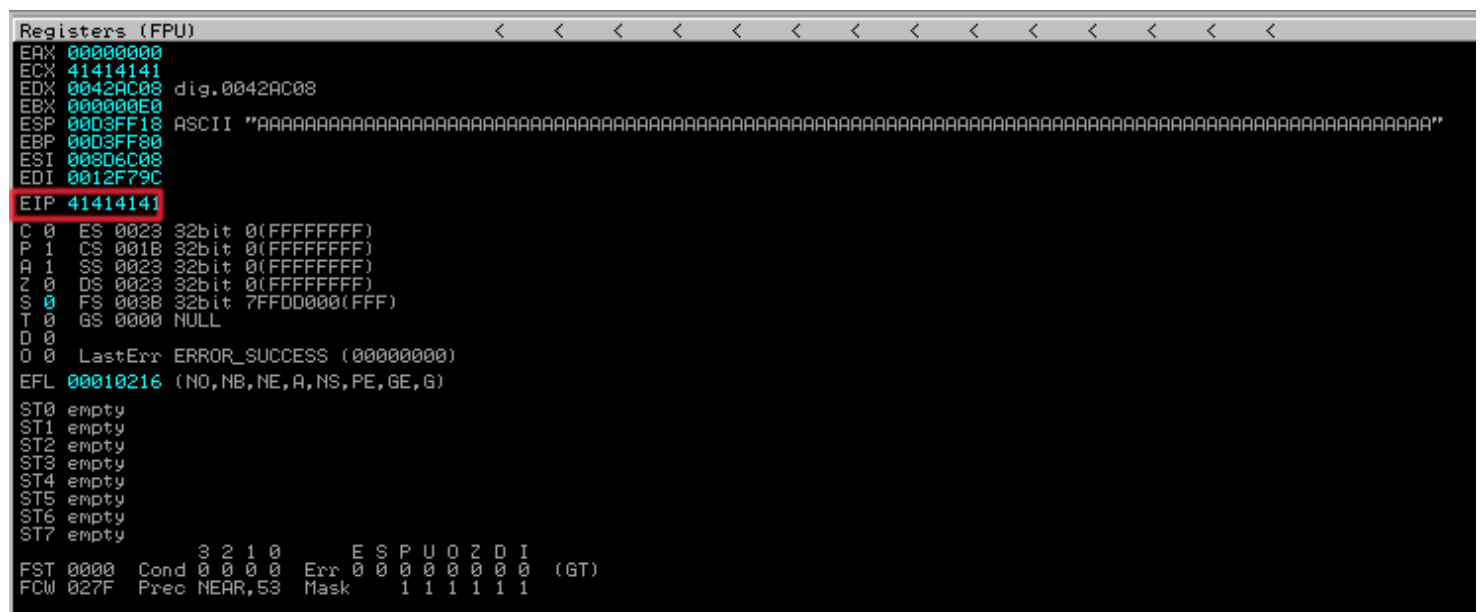 Registers (FPU) < < < < < < < < < < < < < <
EAX 00000000
ECX 41414141
EDX 0042AC08 dig.0042AC08
EBX 000000E0
ESP 00D3FF18 ASCII "AAAAAAAAAAAAAAAAAAAAAAAAAAAAAAAAAAAAAAAAAAAAAAAAAAAAAAAAAAAAAAAAAAAAAAAAAAAAAAAAAAAAAAAAAAAAAAAAAAA"
EBP 00D3FF80
ESI 008D6C08
EDI 0012F79C
EIP 41414141
C 0 ES 0023 32bit 0(FFFFFFFF)
P 1 CS 001B 32bit 0(FFFFFFFF)
A 1 SS 0023 32bit 0(FFFFFFFF)
Z 0 DS 0023 32bit 0(FFFFFFFF)
S 0 FS 003B 32bit 7FFDD000(FFF)
T 0 GS 0000 NULL
D 0
O 0 LastErr ERROR_SUCCESS (00000000)
EFL 00010216 (NO,NB,NE,A,NS,PE,GE,G)
ST0 empty
ST1 empty
ST2 empty
ST3 empty
ST4 empty
ST5 empty
ST6 empty
ST7 empty
3 2 1 0 E S P U O Z D I
FST 0000 Cond 0 0 0 0 Err 0 0 0 0 0 0 0 0 (GT)
FCW 027F Prec NEAR,53 Mask 1 1 1 1 1 1